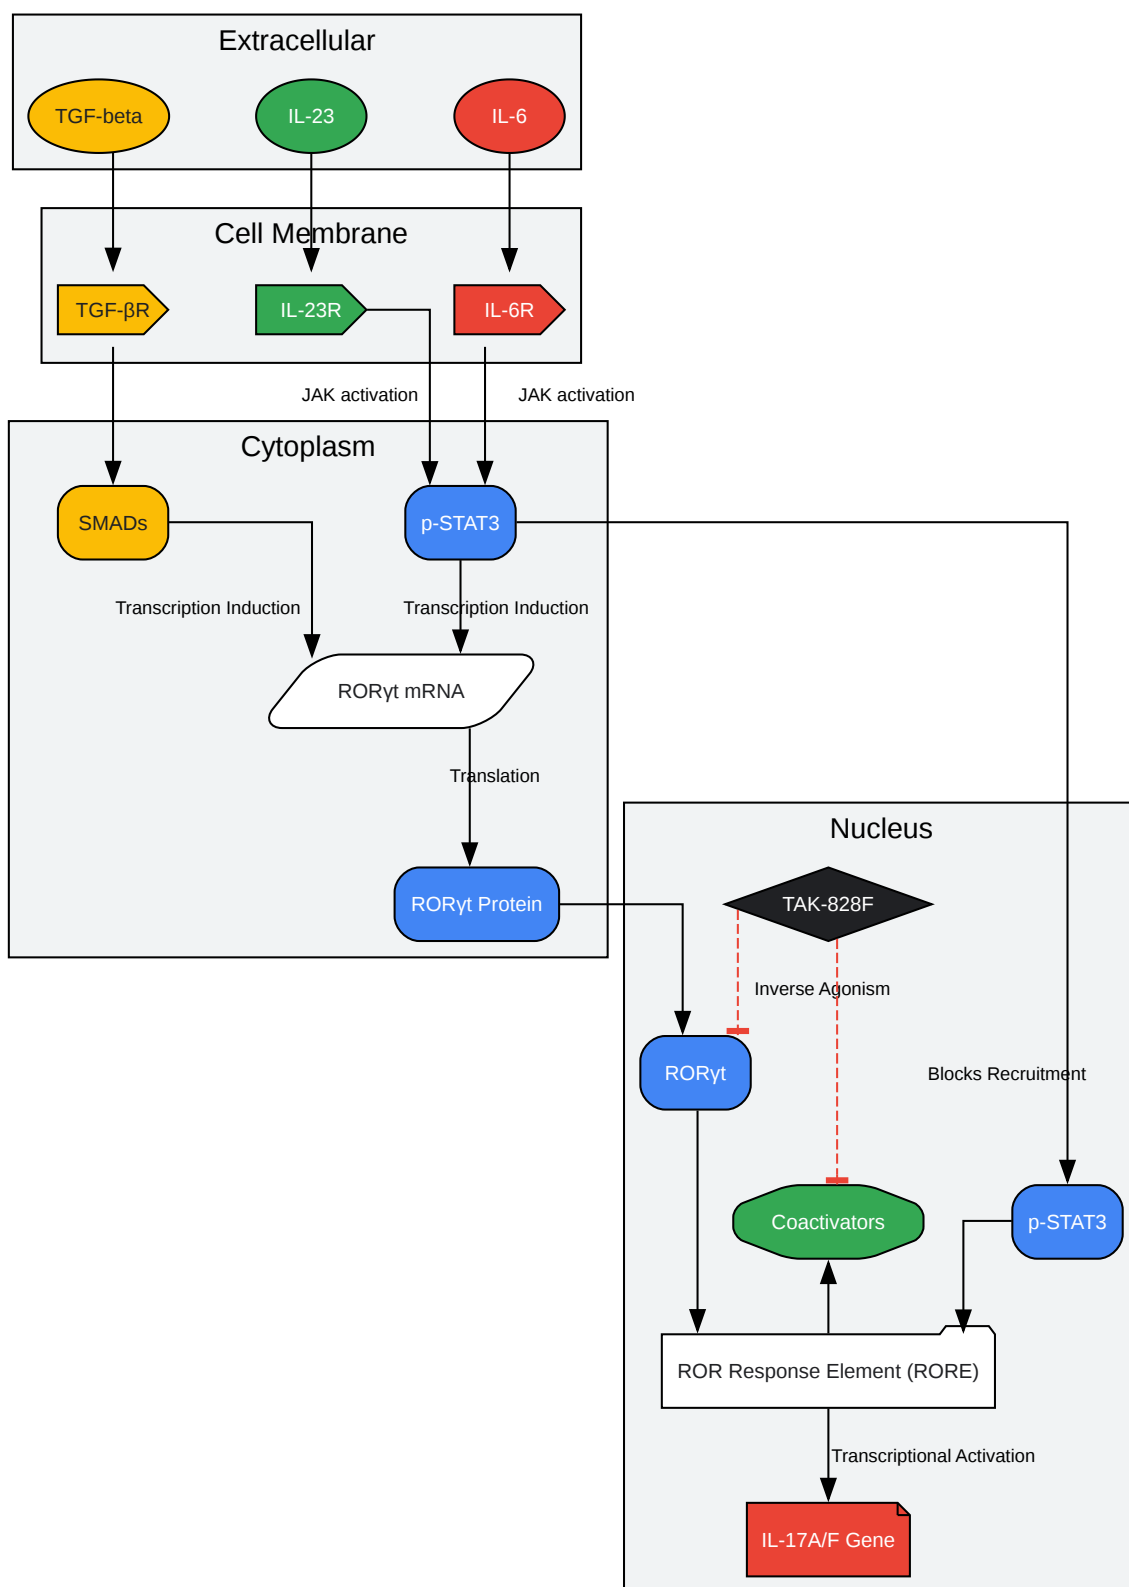 Extracellular
TGF-beta
IL-23
IL-6
Cell Membrane
TGF-βR
IL-23R
IL-6R
JAK activation
JAK activation
Cytoplasm
SMADs
p-STAT3
Transcription Induction
Transcription Induction
RORγt mRNA
Translation
Nucleus
RORγt Protein
TAK-828F
Inverse Agonism
RORγt
Blocks Recruitment
Coactivators
p-STAT3
ROR Response Element (RORE)
Transcriptional Activation
IL-17A/F Gene